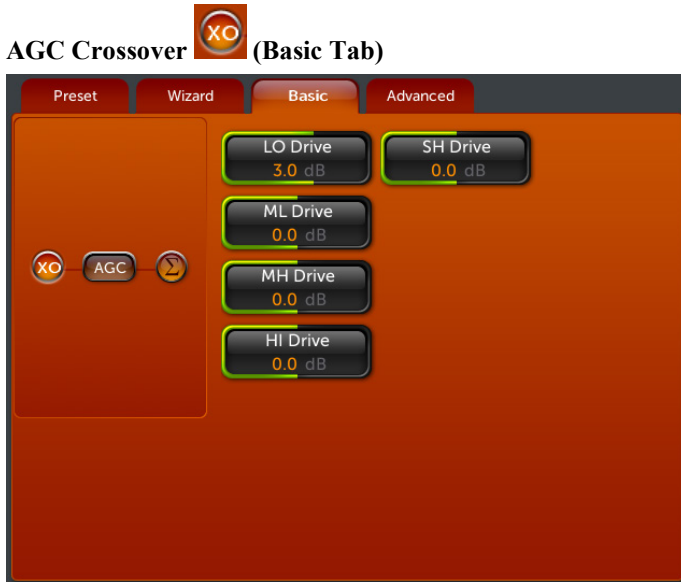 AGC Crossover XO (Basic Tab)
Preset Wizard Basic Advanced
LO Drive SH Drive
3.0 dB 0.0 dB
ML Drive
0.0 dB
XO AGC Σ
MH Drive
0.0 dB
HI Drive
0.0 dB